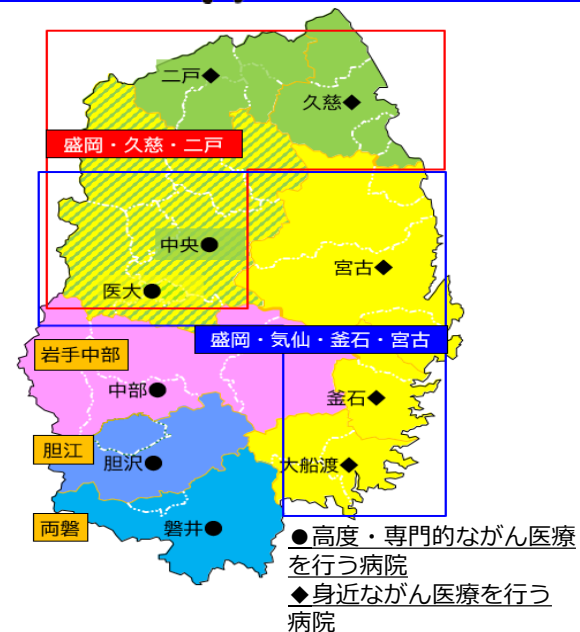 二戸◆
久慈◆
盛岡・久慈・二戸
中央●
宮古◆
医大●
盛岡・気仙・釜石・宮古
岩手中部
中部●
釜石◆
胆江
胆沢●
大船渡◆
両磐
磐井●
●高度・専門的ながん医療
を行う病院
◆身近ながん医療を行う
病院